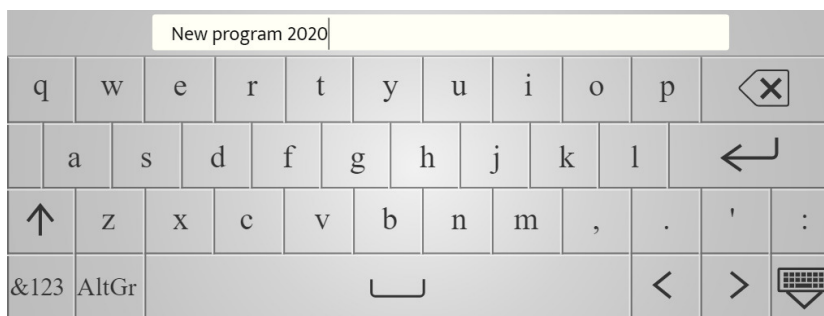 New program 2020
q w e r t y u i o p
a s d f g h j k l
z x c v b n m , . ' :
&123 AltGr < >